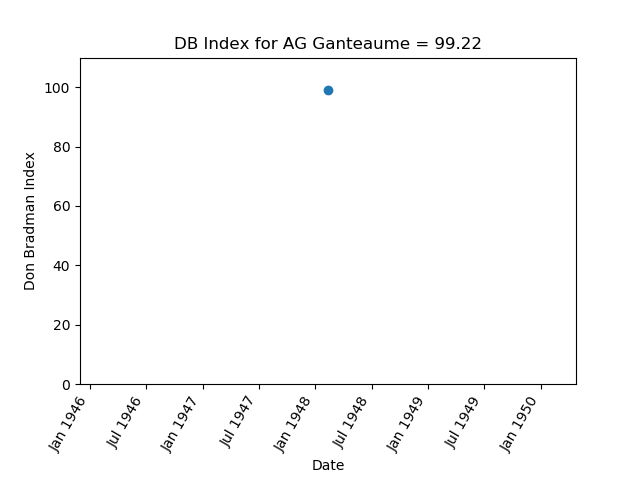 DB Index for AG Ganteaume = 99.22
Don Bradman Index
100
80
60
40
20
0
Jan 1946
Jul 1946
Jan 1947
Jul 1947
Jan 1948
Jul 1948
Jan 1949
Jul 1949
Jan 1950
Date